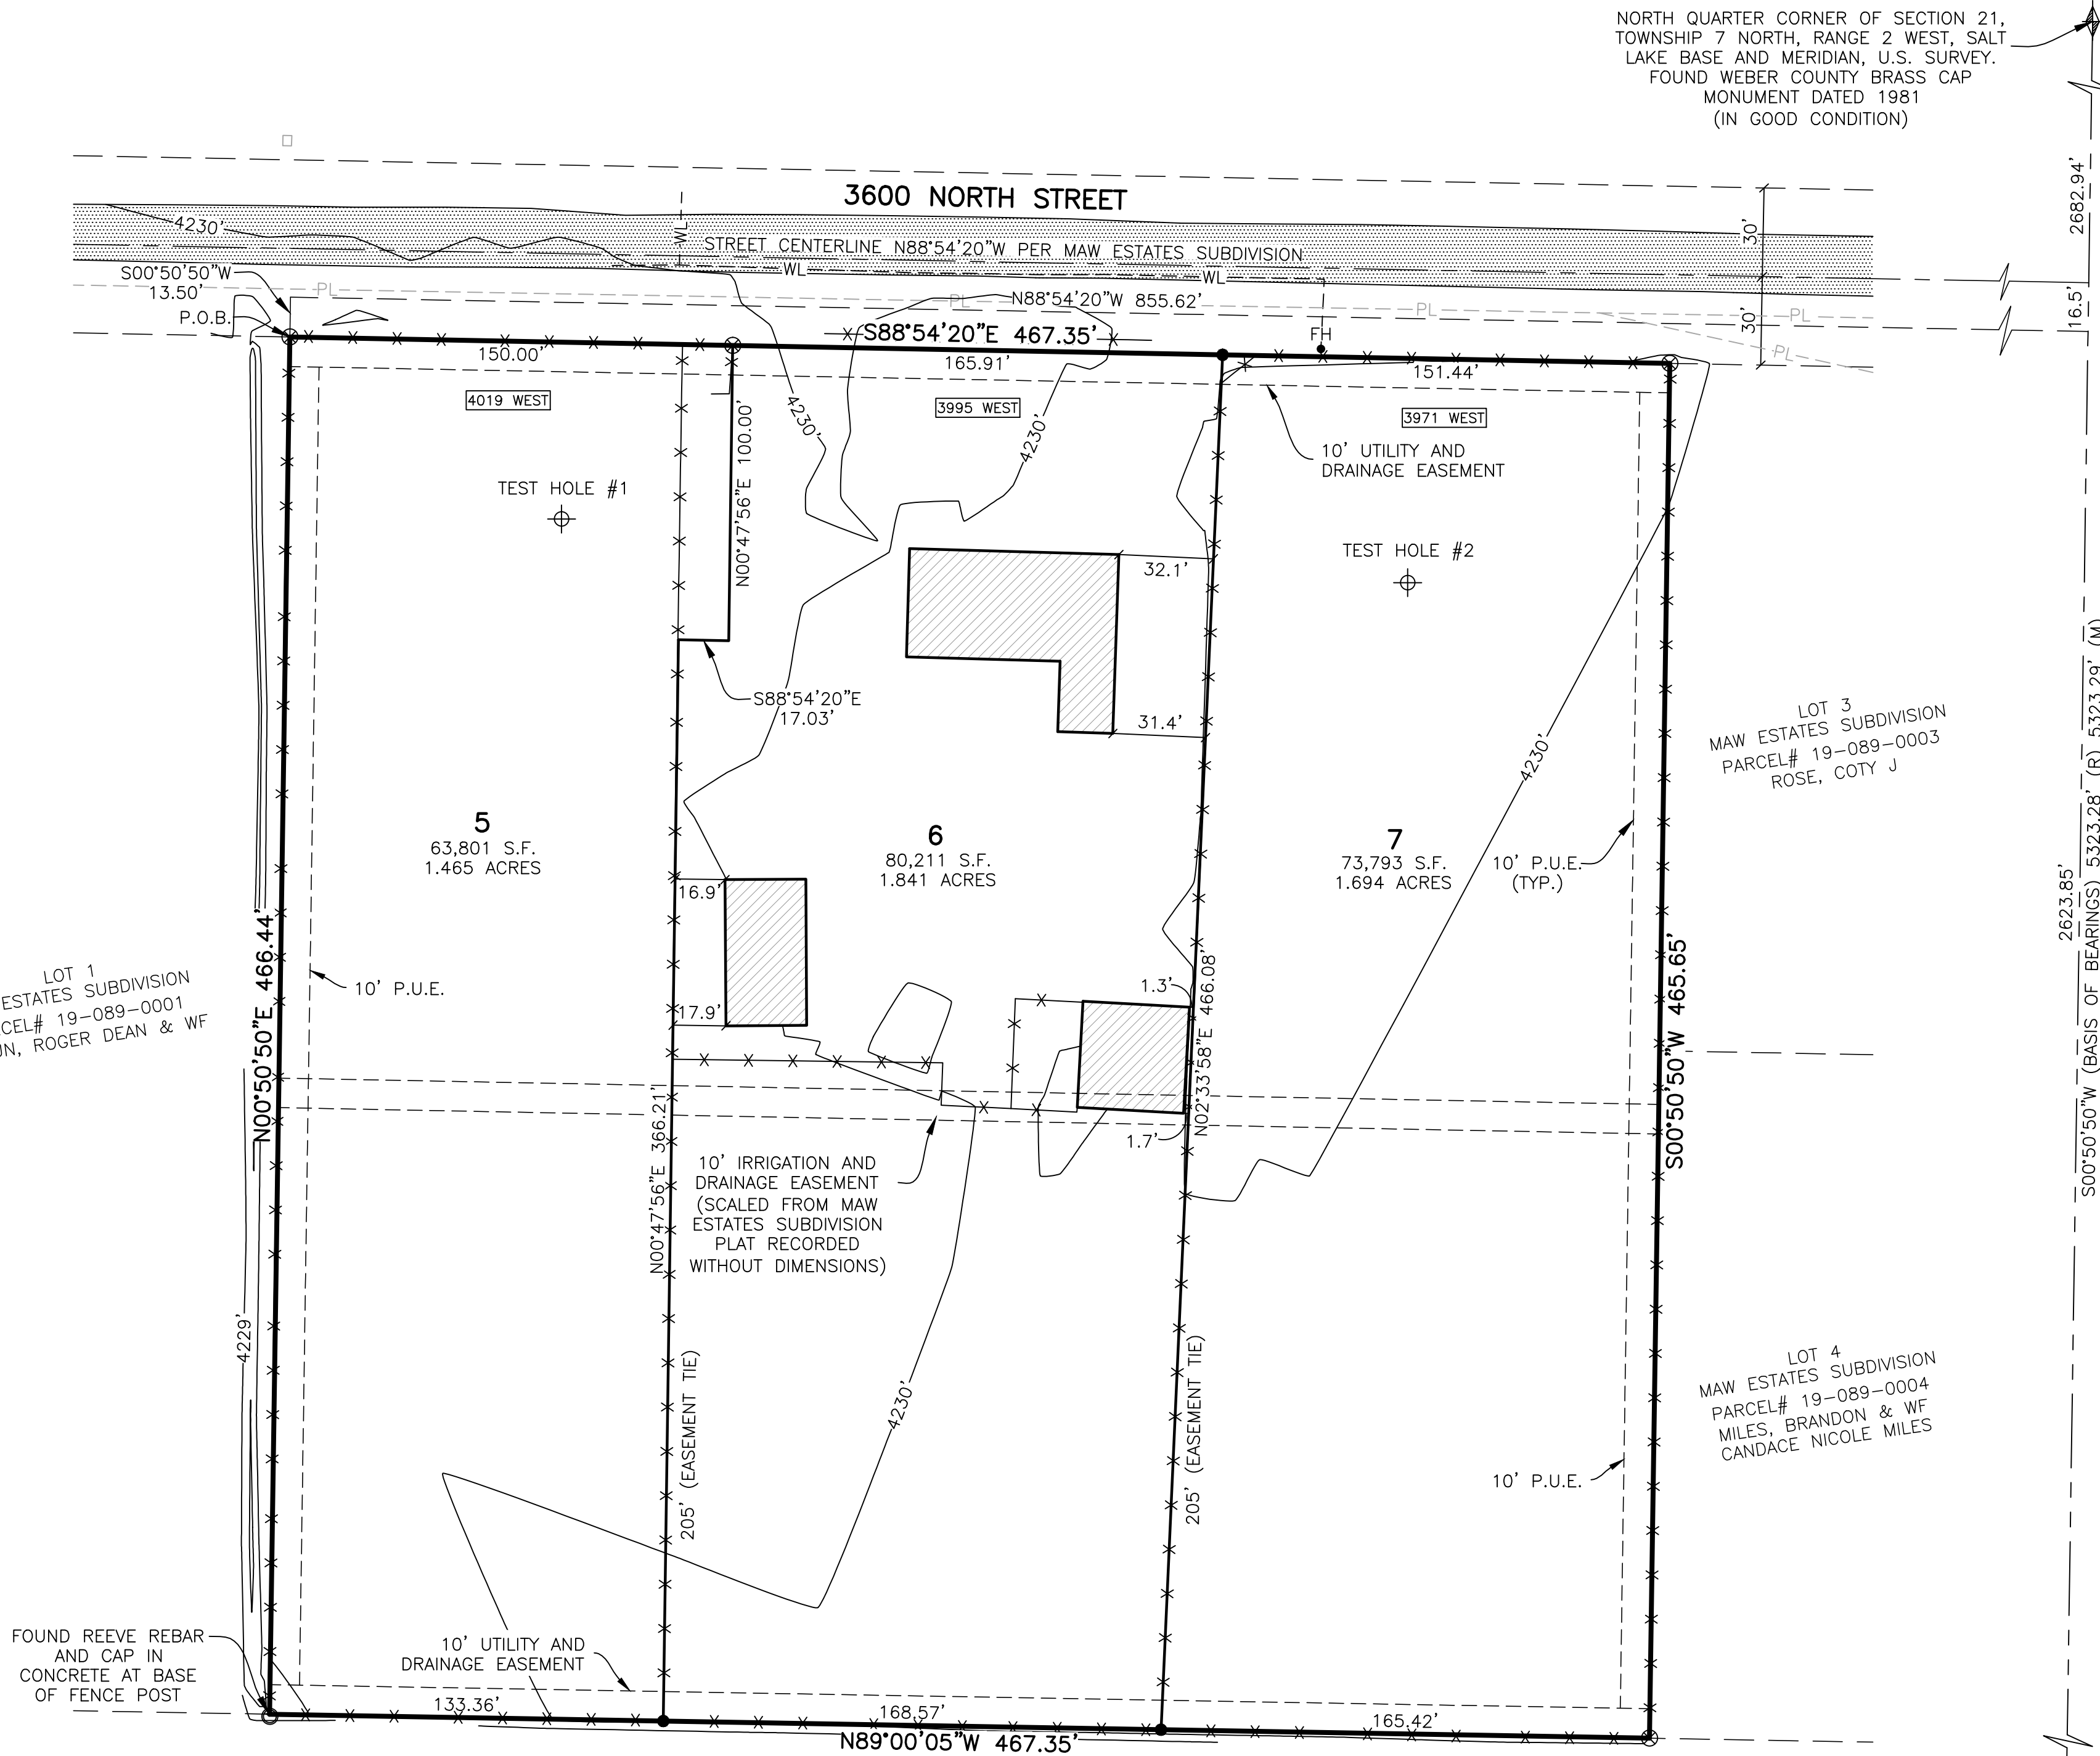 NORTH QUARTER CORNER OF SECTION 21,
TOWNSHIP 7 NORTH, RANGE 2 WEST, SALT
LAKE BASE AND MERIDIAN, U.S. SURVEY.
FOUND WEBER COUNTY BRASS CAP
MONUMENT DATED 1981
(IN GOOD CONDITION)
2682.94'
16.5'
3600 NORTH STREET
30'
30'
4230'
WL
STREET CENTERLINE N88°54'20"W PER MAW ESTATES SUBDIVISION
WL
WL
S00°50'50"W
13.50'
PL
PL
N88°54'20"W 855.62'
PL
PL
PL
P.O.B.
S88°54'20"E 467.35'
FH
150.00'
165.91'
151.44'
4019 WEST
3995 WEST
3971 WEST
4230'
4230'
N00°47'56"E 100.00'
10' UTILITY AND
DRAINAGE EASEMENT
TEST HOLE #1
TEST HOLE #2
32.1'
31.4'
S88°54'20"E
17.03'
4230'
LOT 3
MAW ESTATES SUBDIVISION
PARCEL# 19-089-0003
ROSE, COTY J
5
63,801 S.F.
1.465 ACRES
6
80,211 S.F.
1.841 ACRES
7
73,793 S.F.
1.694 ACRES
10' P.U.E.
(TYP.)
16.9'
17.9'
1.3'
1.7'
N00°50'50"E 466.44'
N02°33'58"E 466.08'
S00°50'50"W 465.65'
2623.85'
S00°50'50"W (BASIS OF BEARINGS) 5323.28' (R) 5323.29' (M)
LOT 1
ESTATES SUBDIVISION
CEL# 19-089-0001
UN, ROGER DEAN & WF
10' P.U.E.
N00°47'56"E 366.21'
10' IRRIGATION AND
DRAINAGE EASEMENT
(SCALED FROM MAW
ESTATES SUBDIVISION
PLAT RECORDED
WITHOUT DIMENSIONS)
4229'
205' (EASEMENT TIE)
4230'
205' (EASEMENT TIE)
LOT 4
MAW ESTATES SUBDIVISION
PARCEL# 19-089-0004
MILES, BRANDON & WF
CANDACE NICOLE MILES
10' P.U.E.
FOUND REEVE REBAR
AND CAP IN
CONCRETE AT BASE
OF FENCE POST
10' UTILITY AND
DRAINAGE EASEMENT
133.36'
168.57'
165.42'
N89°00'05"W 467.35'